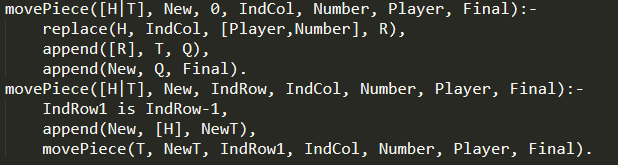 movePiece([H|T], New, 0, IndCol, Number, Player, Final):-
    replace(H, IndCol, [Player,Number], R),
    append([R], T, Q),
    append(New, Q, Final).
movePiece([H|T], New, IndRow, IndCol, Number, Player, Final):-
    IndRow1 is IndRow-1,
    append(New, [H], NewT),
    movePiece(T, NewT, IndRow1, IndCol, Number, Player, Final).